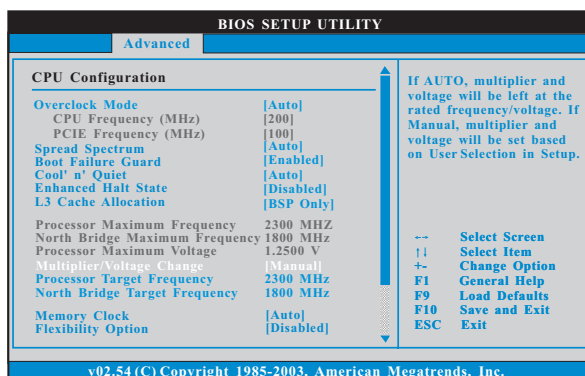 BIOS SETUP UTILITY
Advanced
CPU Configuration
Overclock Mode [Auto]
CPU Frequency (MHz) [200]
PCIE Frequency (MHz) [100]
Spread Spectrum [Auto]
Boot Failure Guard [Enabled]
Cool' n' Quiet [Auto]
Enhanced Halt State [Disabled]
L3 Cache Allocation [BSP Only]
Processor Maximum Frequency 2300 MHZ
North Bridge Maximum Frequency 1800 MHz
Processor Maximum Voltage 1.2500 V
Multiplier/Voltage Change [Manual]
Processor Target Frequency 2300 MHz
North Bridge Target Frequency 1800 MHz
Memory Clock [Auto]
Flexibility Option [Disabled]
If AUTO, multiplier and
voltage will be left at the
rated frequency/voltage. If
Manual, multiplier and
voltage will be set based
on User Selection in Setup.
←→ Select Screen
↑↓ Select Item
+- Change Option
F1 General Help
F9 Load Defaults
F10 Save and Exit
ESC Exit
v02.54 (C) Copyright 1985-2003, American Megatrends, Inc.